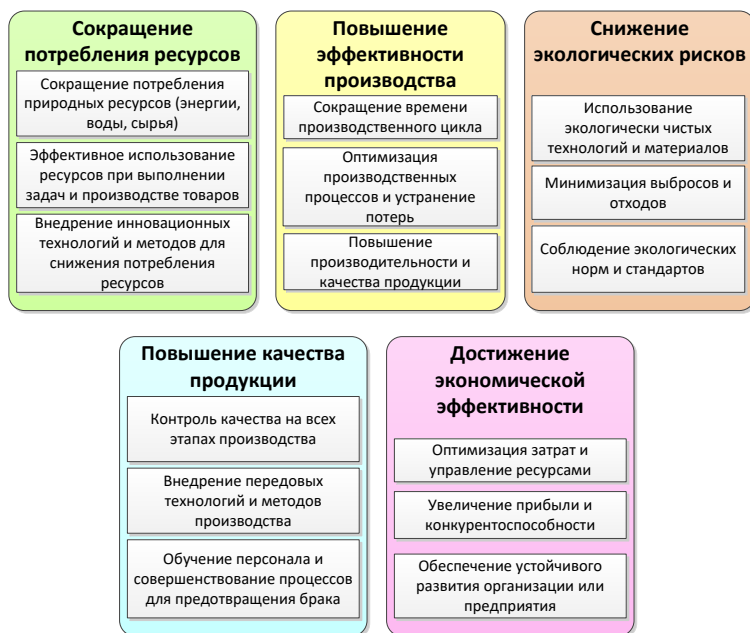 Сокращение
потребления ресурсов
Сокращение потребления
природных ресурсов (энергии,
воды, сырья)
Эффективное использование
ресурсов при выполнении
задач и производстве товаров
Внедрение инновационных
технологий и методов для
снижения потребления
ресурсов
Повышение
эффективности
производства
Сокращение времени
производственного цикла
Оптимизация
производственных
процессов и устранение
потерь
Повышение
производительности и
качества продукции
Снижение
экологических рисков
Использование
экологически чистых
технологий и материалов
Минимизация выбросов и
отходов
Соблюдение экологических
норм и стандартов
Повышение качества
продукции
Контроль качества на всех
этапах производства
Внедрение передовых
технологий и методов
производства
Обучение персонала и
совершенствование процессов
для предотвращения брака
Достижение
экономической
эффективности
Оптимизация затрат и
управление ресурсами
Увеличение прибыли и
конкурентоспособности
Обеспечение устойчивого
развития организации или
предприятия